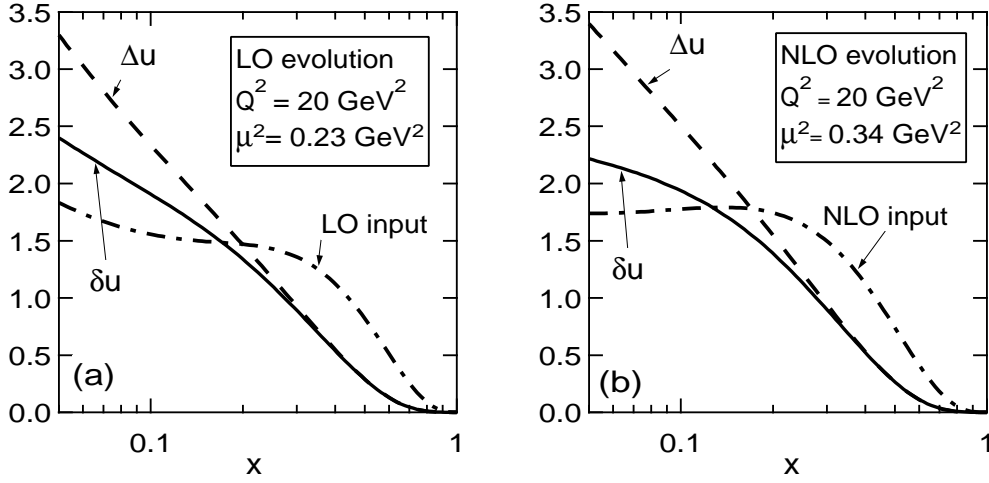 3.5
3.0
2.5
2.0
1.5
1.0
0.5
0.0
Δu
LO evolution
Q² = 20 GeV²
μ²= 0.23 GeV²
LO input
δu
(a)
0.1
1
x
3.5
3.0
2.5
2.0
1.5
1.0
0.5
0.0
Δu
NLO evolution
Q² = 20 GeV²
μ²= 0.34 GeV²
NLO input
δu
(b)
0.1
1
x